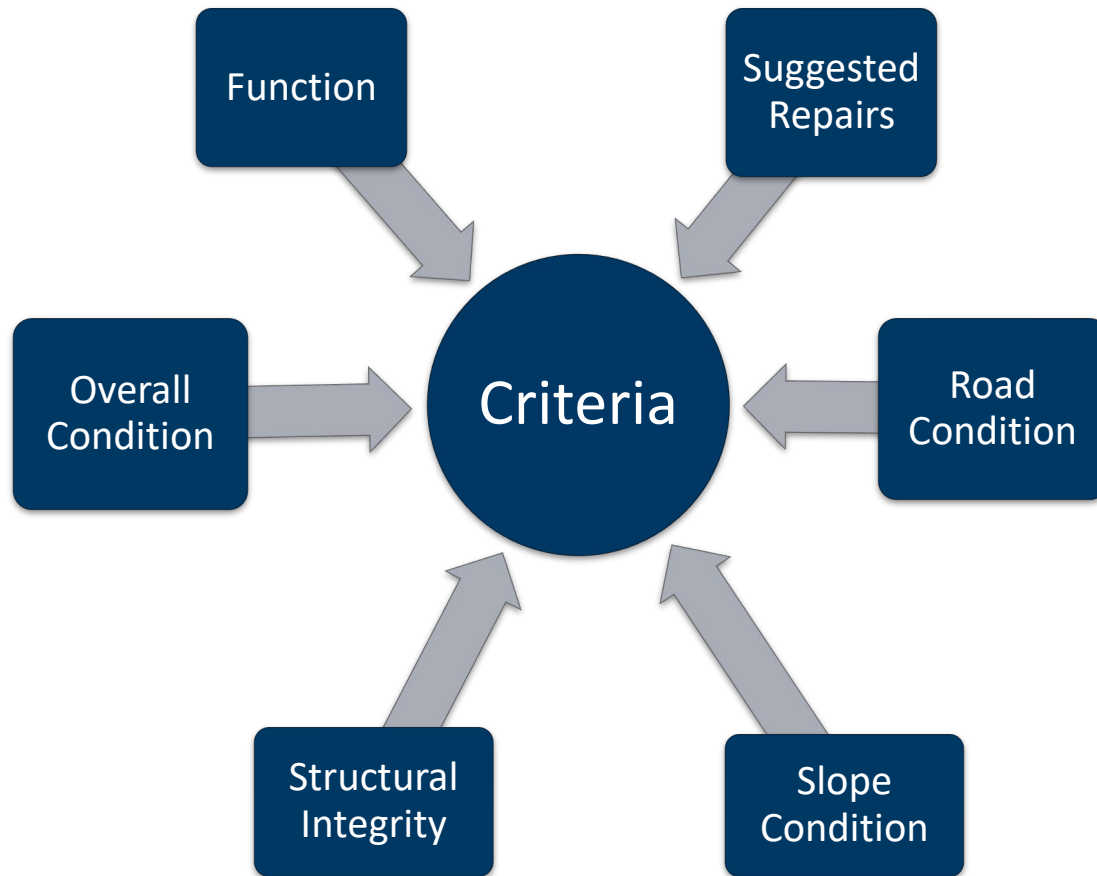 Function
Suggested
Repairs
Overall
Condition
Criteria
Road
Condition
Structural
Integrity
Slope
Condition